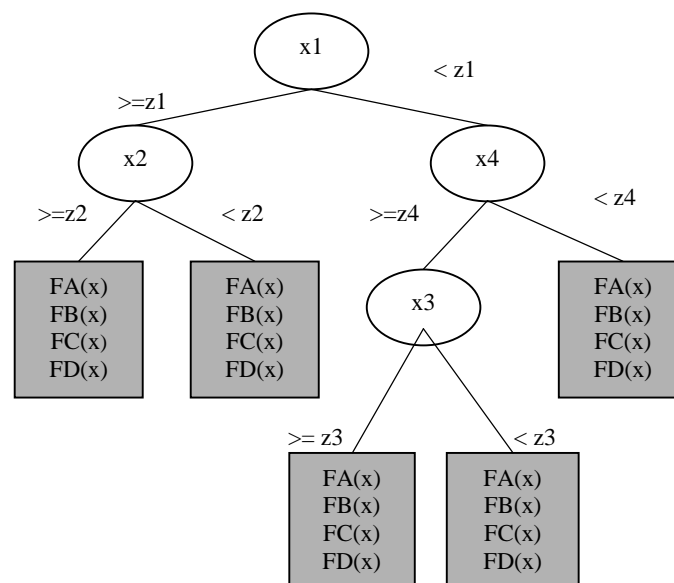 x1
< z1
>=z1
x2
x4
>=z2
< z2
>=z4
< z4
FA(x)
FB(x)
FC(x)
FD(x)
FA(x)
FB(x)
FC(x)
FD(x)
x3
FA(x)
FB(x)
FC(x)
FD(x)
>= z3
< z3
FA(x)
FB(x)
FC(x)
FD(x)
FA(x)
FB(x)
FC(x)
FD(x)